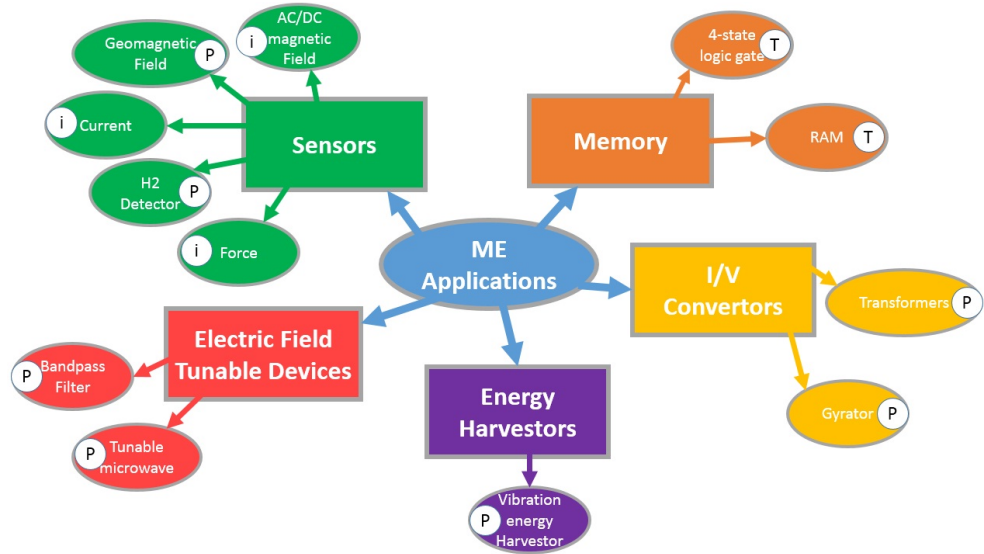 AC/DC
magnetic
Field
i
Geomagnetic
Field
P
i
Current
H2
Detector
P
i
Force
Sensors
4-state
logic gate
T
RAM
T
Memory
ME
Applications
I/V
Convertors
Transformers
P
Gyrator
P
Electric Field
Tunable Devices
P
Bandpass
Filter
P
Tunable
microwave
Energy
Harvestors
P
Vibration
energy
Harvestor